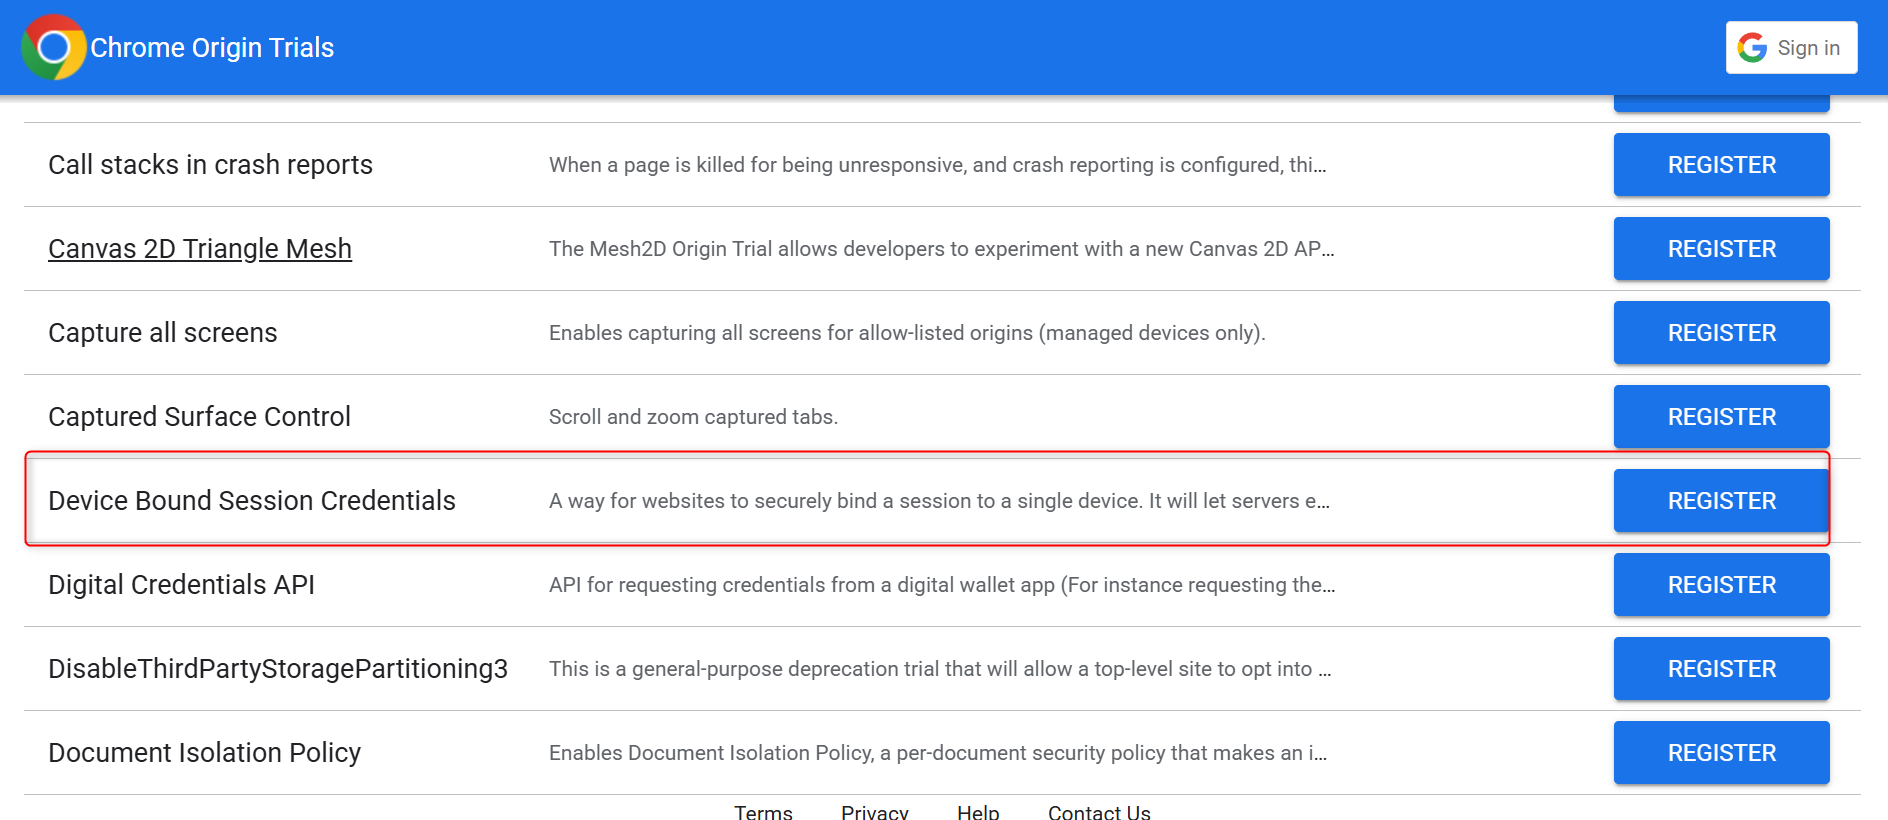 Chrome Origin Trials
Sign in
Call stacks in crash reports When a page is killed for being unresponsive, and crash reporting is configured, thi... REGISTER
Canvas 2D Triangle Mesh The Mesh2D Origin Trial allows developers to experiment with a new Canvas 2D AP... REGISTER
Capture all screens Enables capturing all screens for allow-listed origins (managed devices only). REGISTER
Captured Surface Control Scroll and zoom captured tabs. REGISTER
Device Bound Session Credentials A way for websites to securely bind a session to a single device. It will let servers e... REGISTER
Digital Credentials API API for requesting credentials from a digital wallet app (For instance requesting the... REGISTER
DisableThirdPartyStoragePartitioning3 This is a general-purpose deprecation trial that will allow a top-level site to opt into ... REGISTER
Document Isolation Policy Enables Document Isolation Policy, a per-document security policy that makes an i... REGISTER
Terms Privacy Help Contact Us